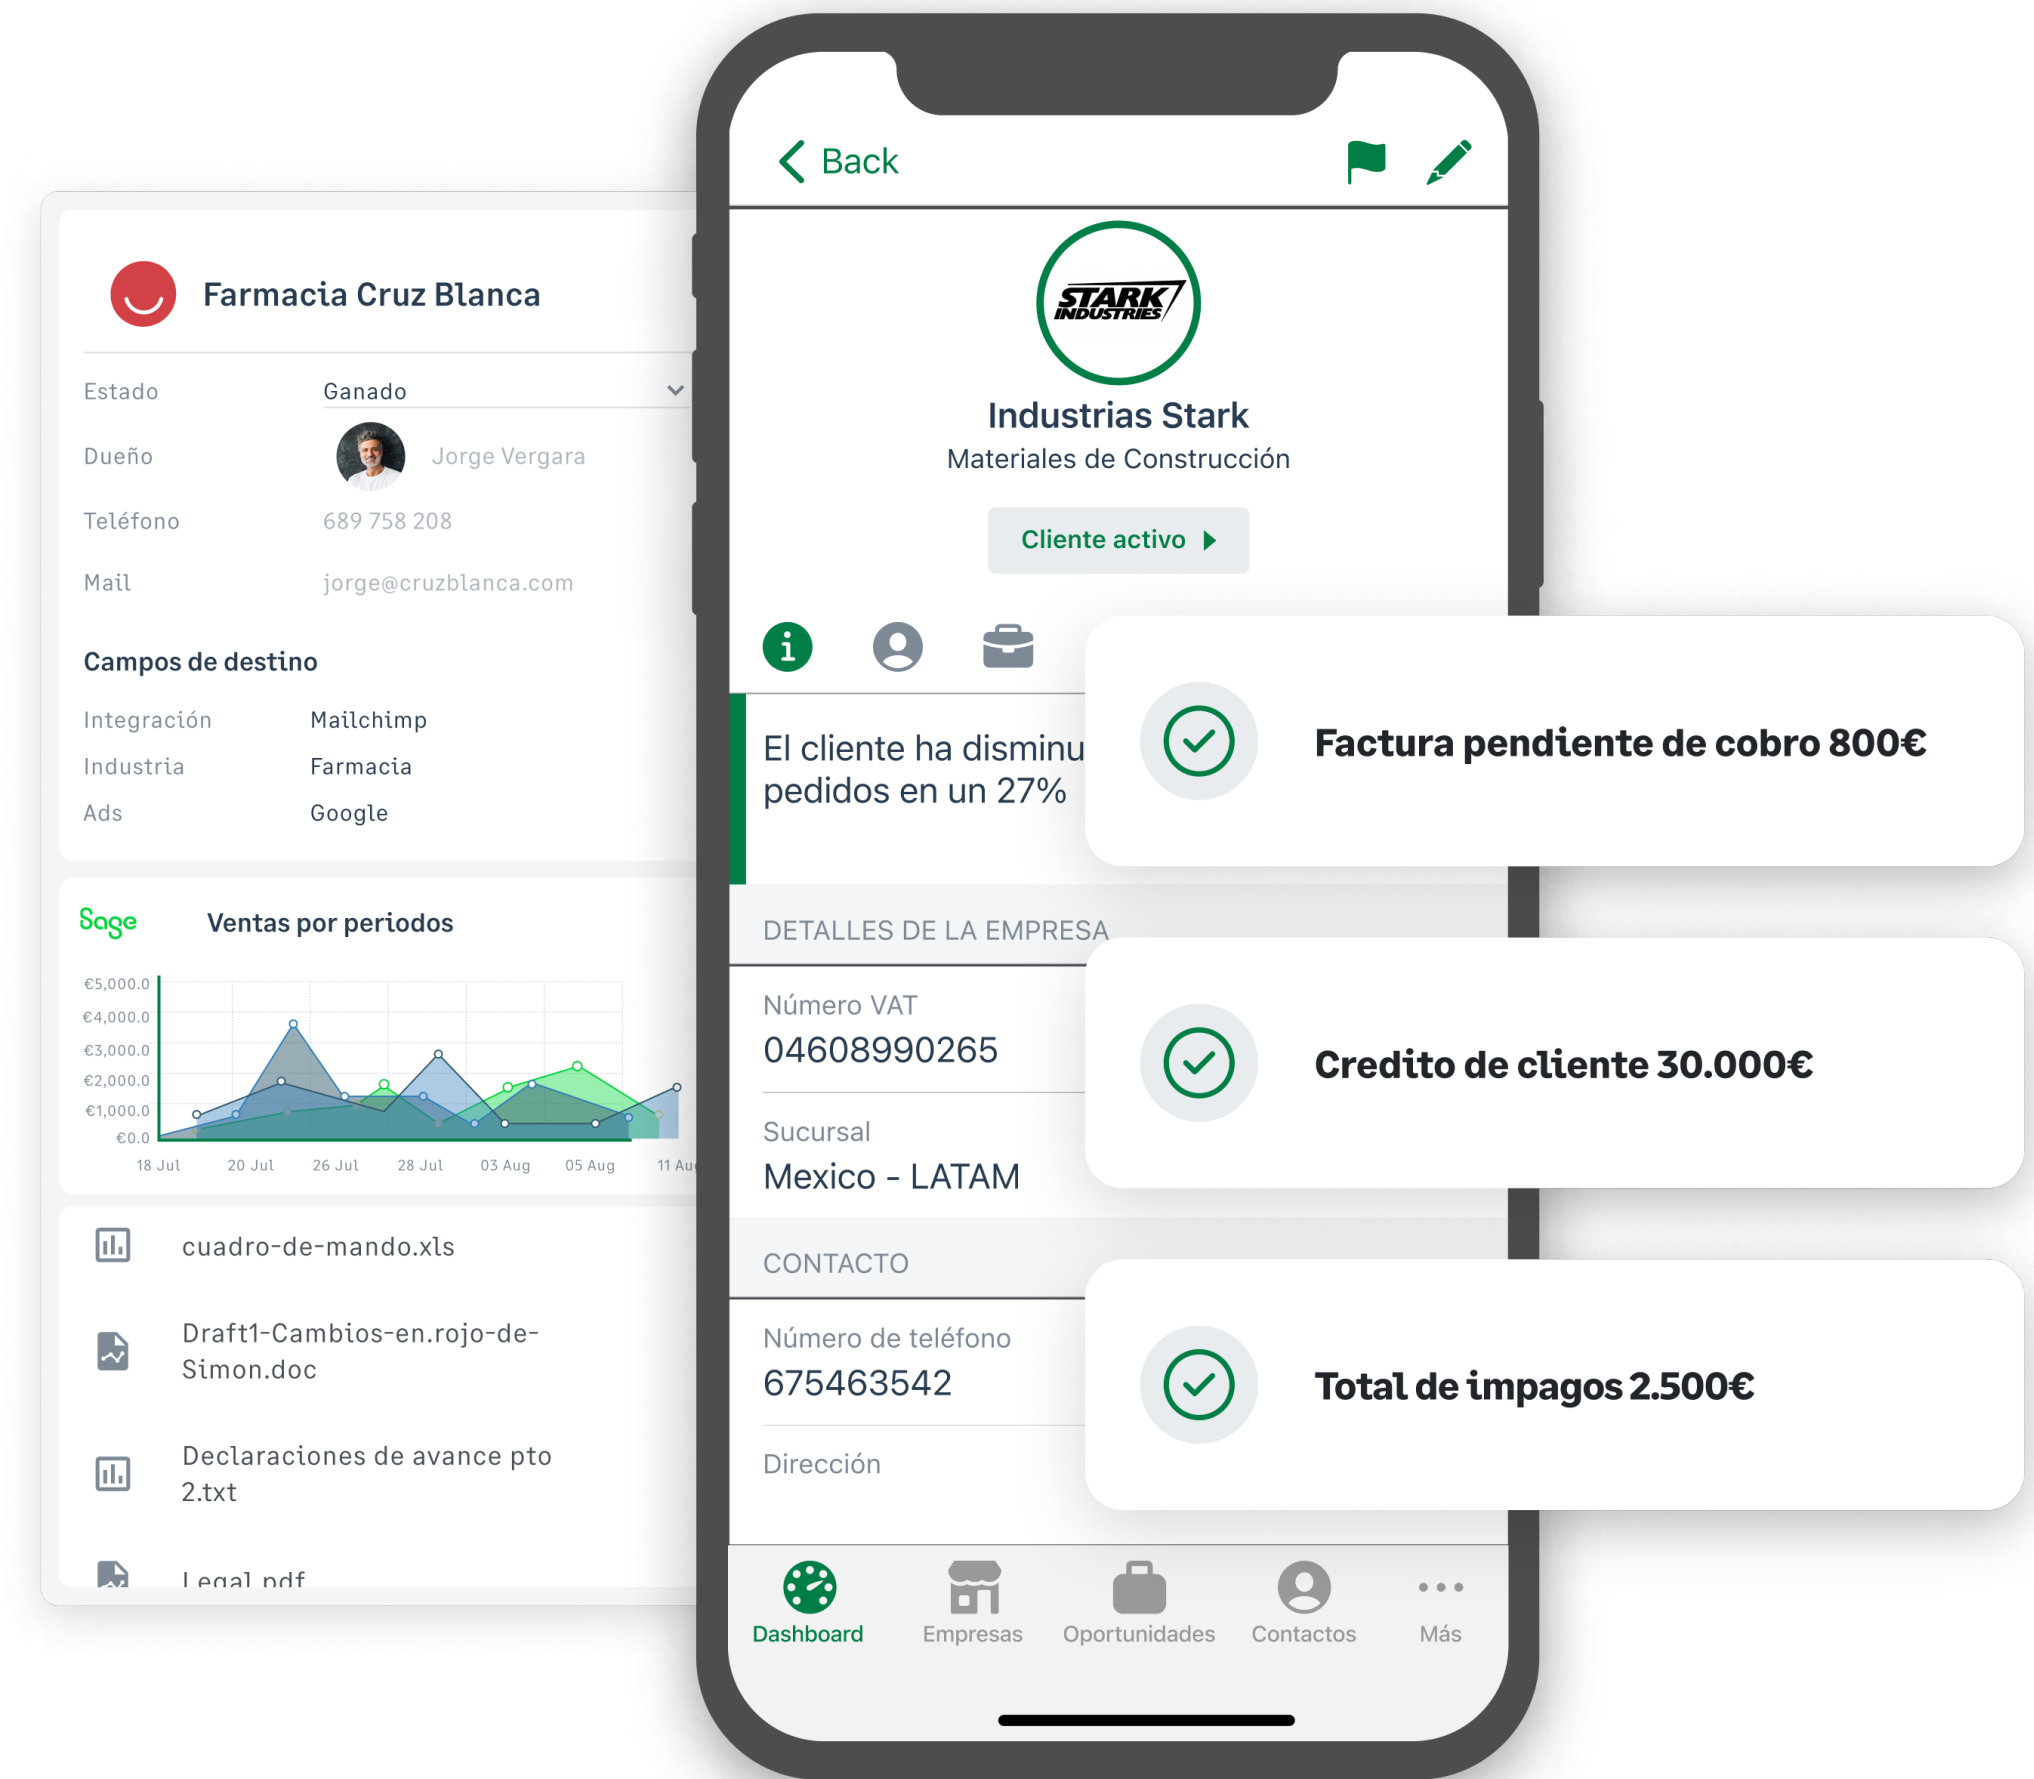 Farmacia Cruz Blanca
Estado
Ganado
Dueño
Jorge Vergara
Teléfono
689 758 208
Mail
jorge@cruzblanca.com
Campos de destino
Integración
Mailchimp
Industria
Farmacia
Ads
Google
Sage
Ventas por periodos
€5,000.0
€4,000.0
€3,000.0
€2,000.0
€1,000.0
€0.0
18 Jul
20 Jul
26 Jul
28 Jul
03 Aug
05 Aug
11 Au
cuadro-de-mando.xls
Draft1-Cambios-en.rojo-de-
Simon.doc
Declaraciones de avance pto
2.txt
Legal.pdf
Back
STARK
INDUSTRIES
Industrias Stark
Materiales de Construcción
Cliente activo
El cliente ha disminu
pedidos en un 27%
DETALLES DE LA EMPRESA
Número VAT
04608990265
Sucursal
Mexico - LATAM
CONTACTO
Número de teléfono
675463542
Dirección
Factura pendiente de cobro 800€
Credito de cliente 30.000€
Total de impagos 2.500€
Dashboard
Empresas
Oportunidades
Contactos
Más